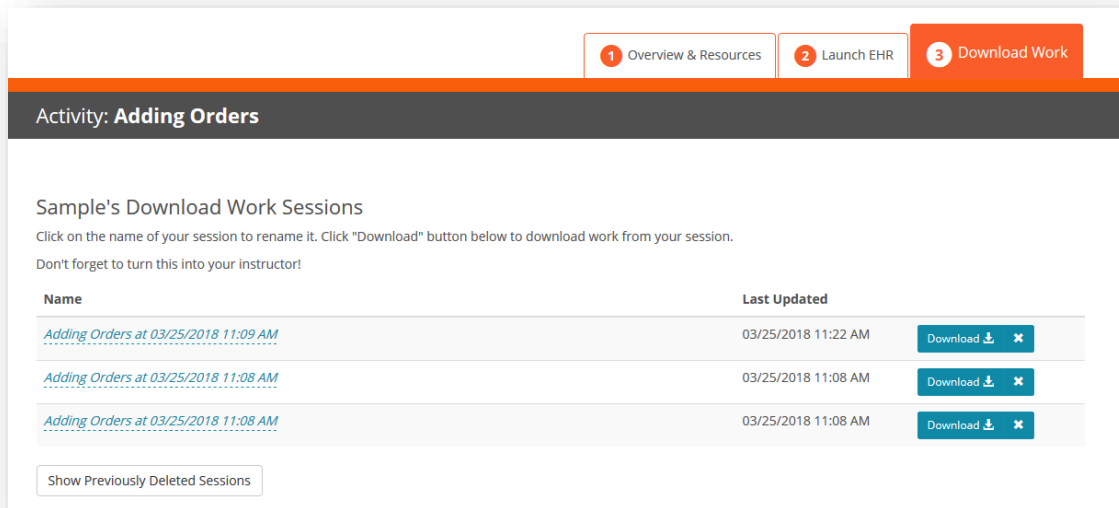 1 Overview & Resources 2 Launch EHR 3 Download Work
Activity: Adding Orders
Sample's Download Work Sessions
Click on the name of your session to rename it. Click "Download" button below to download work from your session.
Don't forget to turn this into your instructor!
Name Last Updated
Adding Orders at 03/25/2018 11:09 AM 03/25/2018 11:22 AM Download
Adding Orders at 03/25/2018 11:08 AM 03/25/2018 11:08 AM Download
Adding Orders at 03/25/2018 11:08 AM 03/25/2018 11:08 AM Download
Show Previously Deleted Sessions